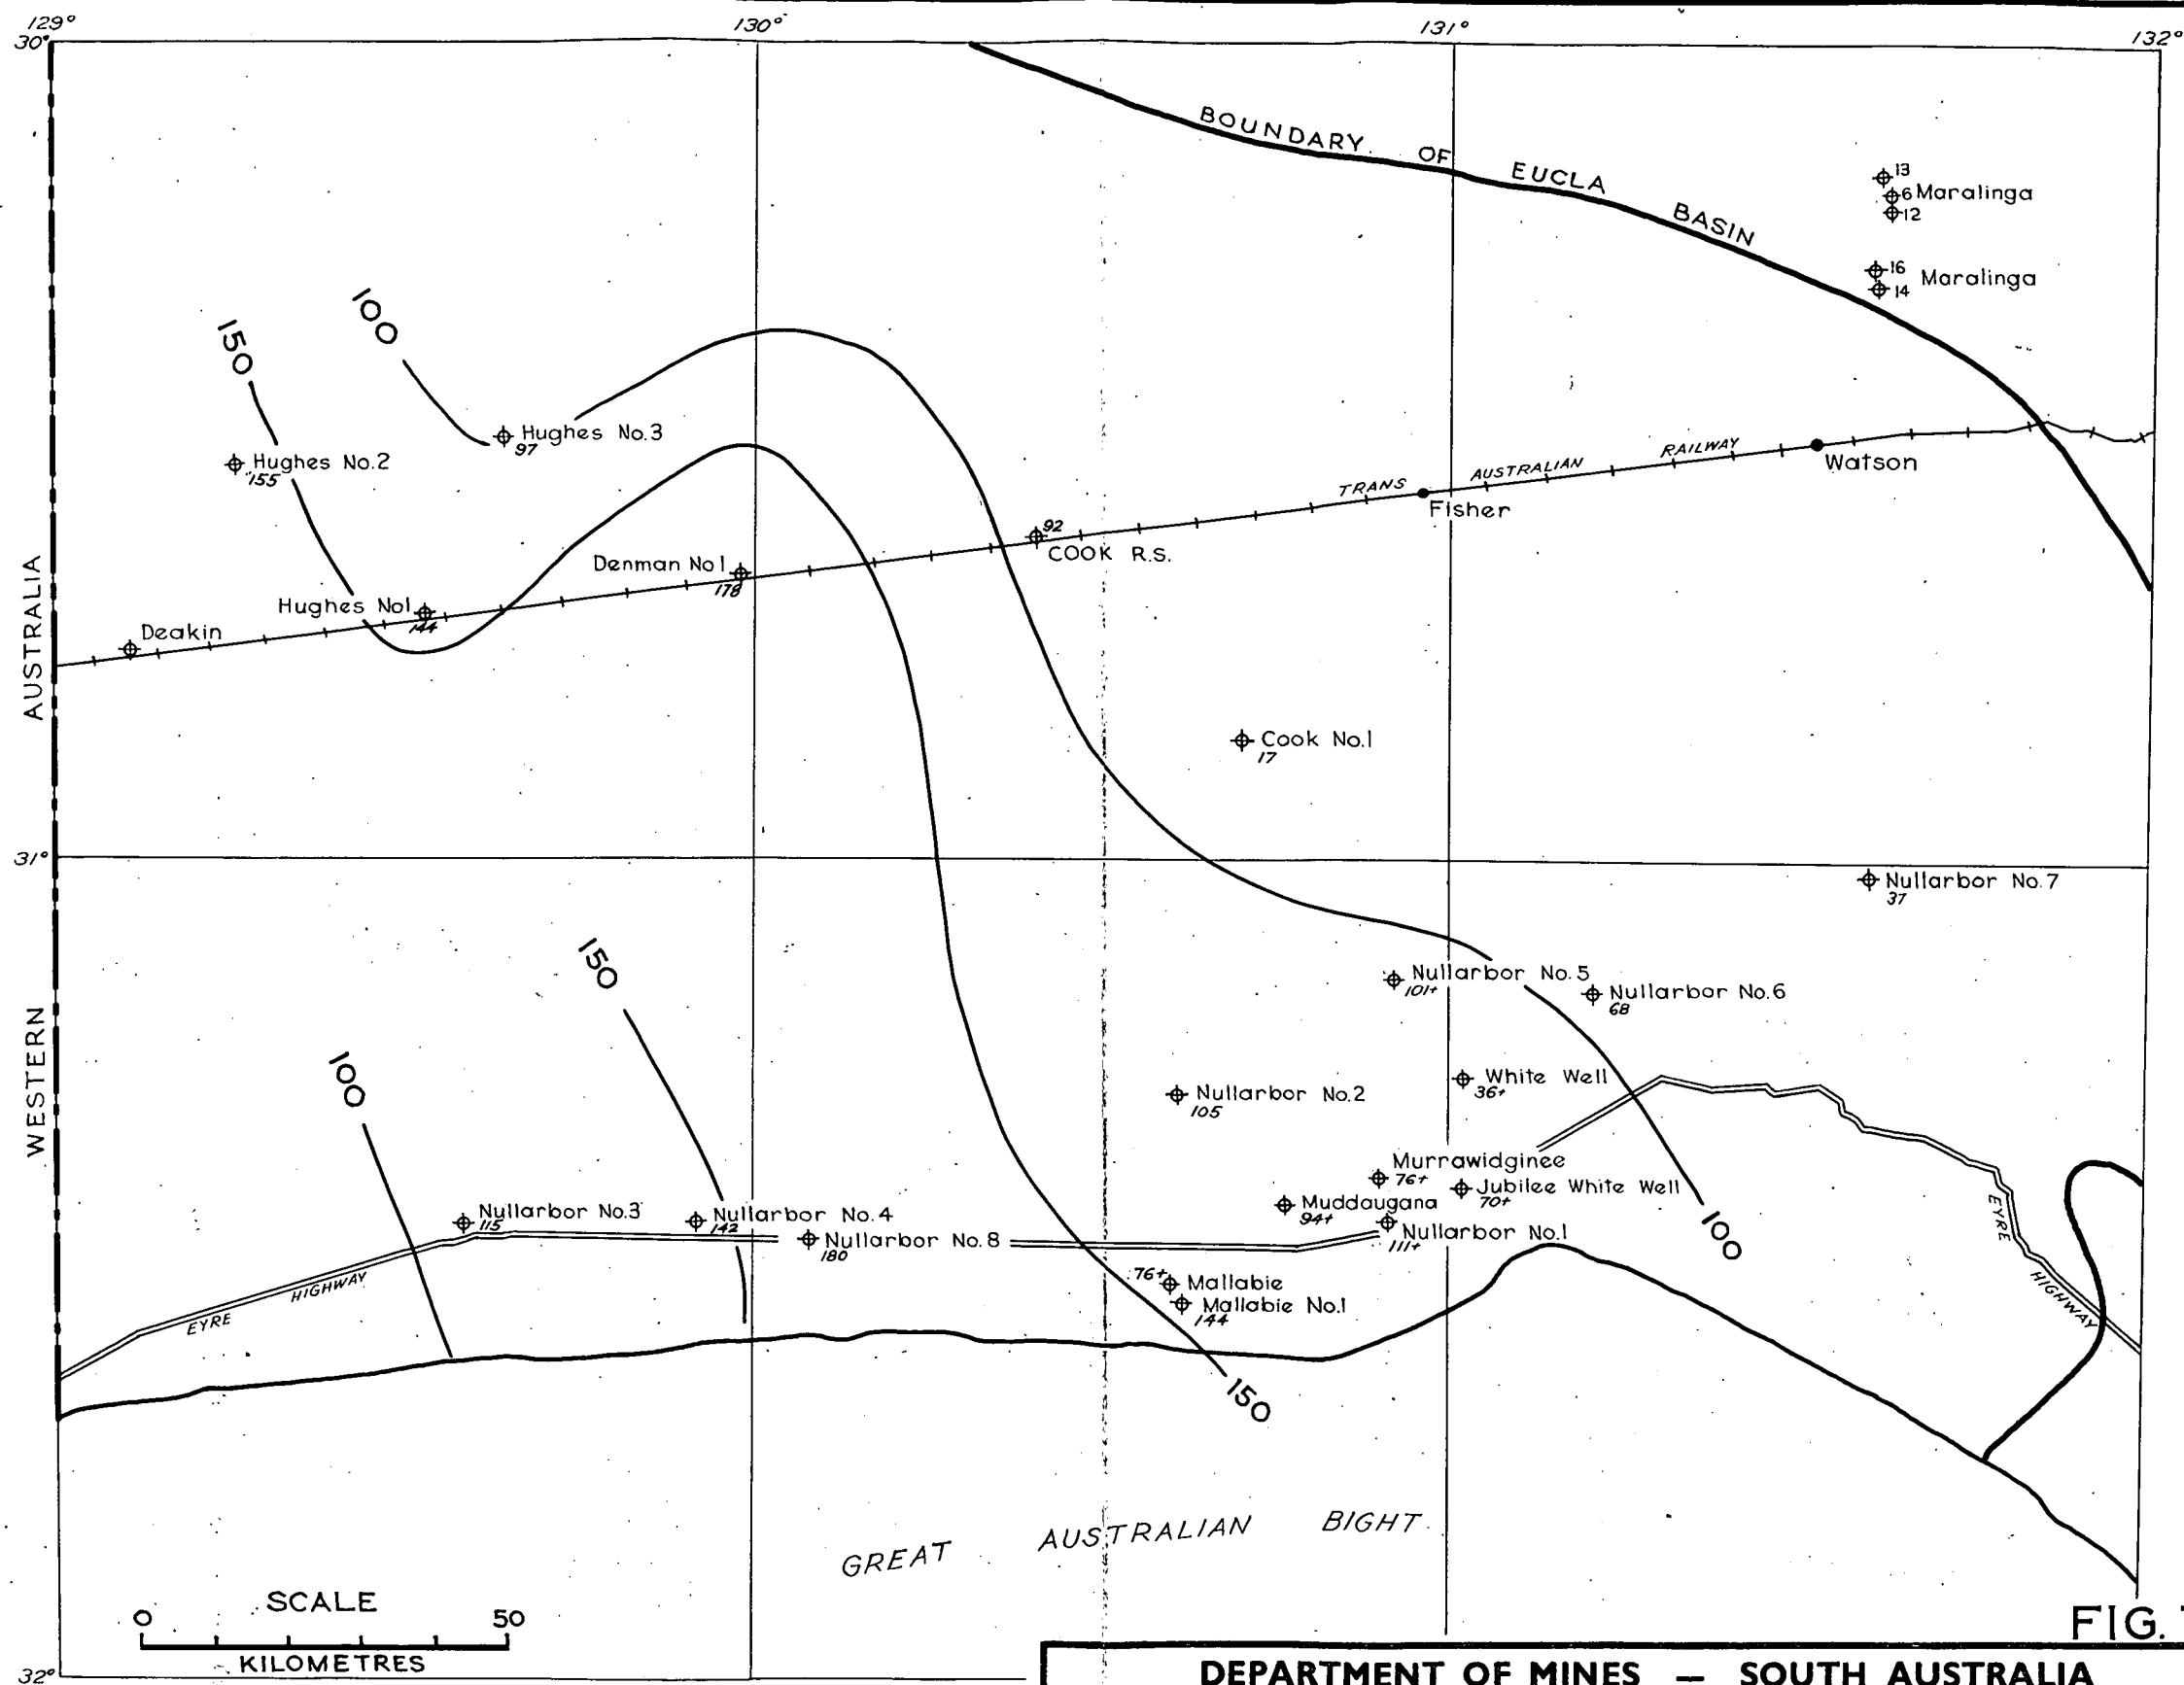 129°
130°
131°
132°
30°
BOUNDARY OF EUCLA BASIN
13
6 Maralinga
12
16 Maralinga
14
100
150
Hughes No.3
97
Hughes No.2
155
TRANS AUSTRALIAN RAILWAY
Watson
Fisher
92
COOK R.S.
Denman No1
178
Hughes No1
144
Deakin
WESTERN AUSTRALIA
Cook No.1
17
31°
Nullarbor No.7
37
150
Nullarbor No.5
101+
Nullarbor No.6
68
100
White Well
36+
Nullarbor No.2
105
Murrawidginee
76+
Jubilee White Well
70+
Muddaugana
94+
Nullarbor No.3
115
Nullarbor No.4
142
Nullarbor No.8
180
Nullarbor No.1
111+
100
EYRE HIGHWAY
EYRE HIGHWAY
76+ Mallabie
Mallabie No.1
144
150
GREAT AUSTRALIAN BIGHT
SCALE
0 50
KILOMETRES
32°
FIG.
DEPARTMENT OF MINES — SOUTH AUSTRALIA